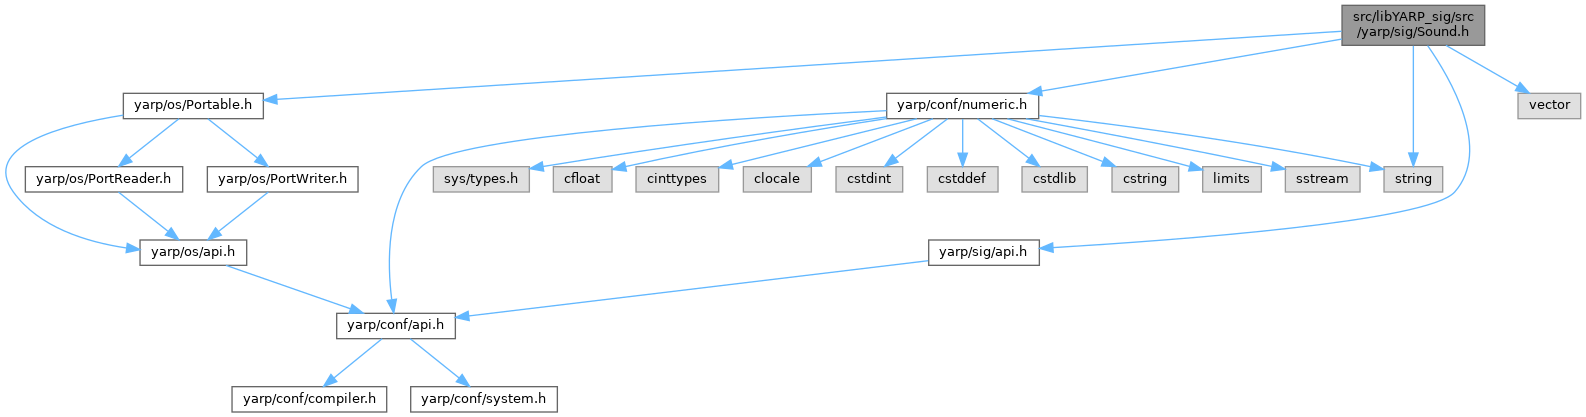 src/libYARP_sig/src
/yarp/sig/Sound.h
yarp/os/Portable.h
yarp/conf/numeric.h
vector
yarp/os/PortReader.h
yarp/os/PortWriter.h
sys/types.h
cfloat
cinttypes
clocale
cstdint
cstddef
cstdlib
cstring
limits
sstream
string
yarp/os/api.h
yarp/sig/api.h
yarp/conf/api.h
yarp/conf/compiler.h
yarp/conf/system.h